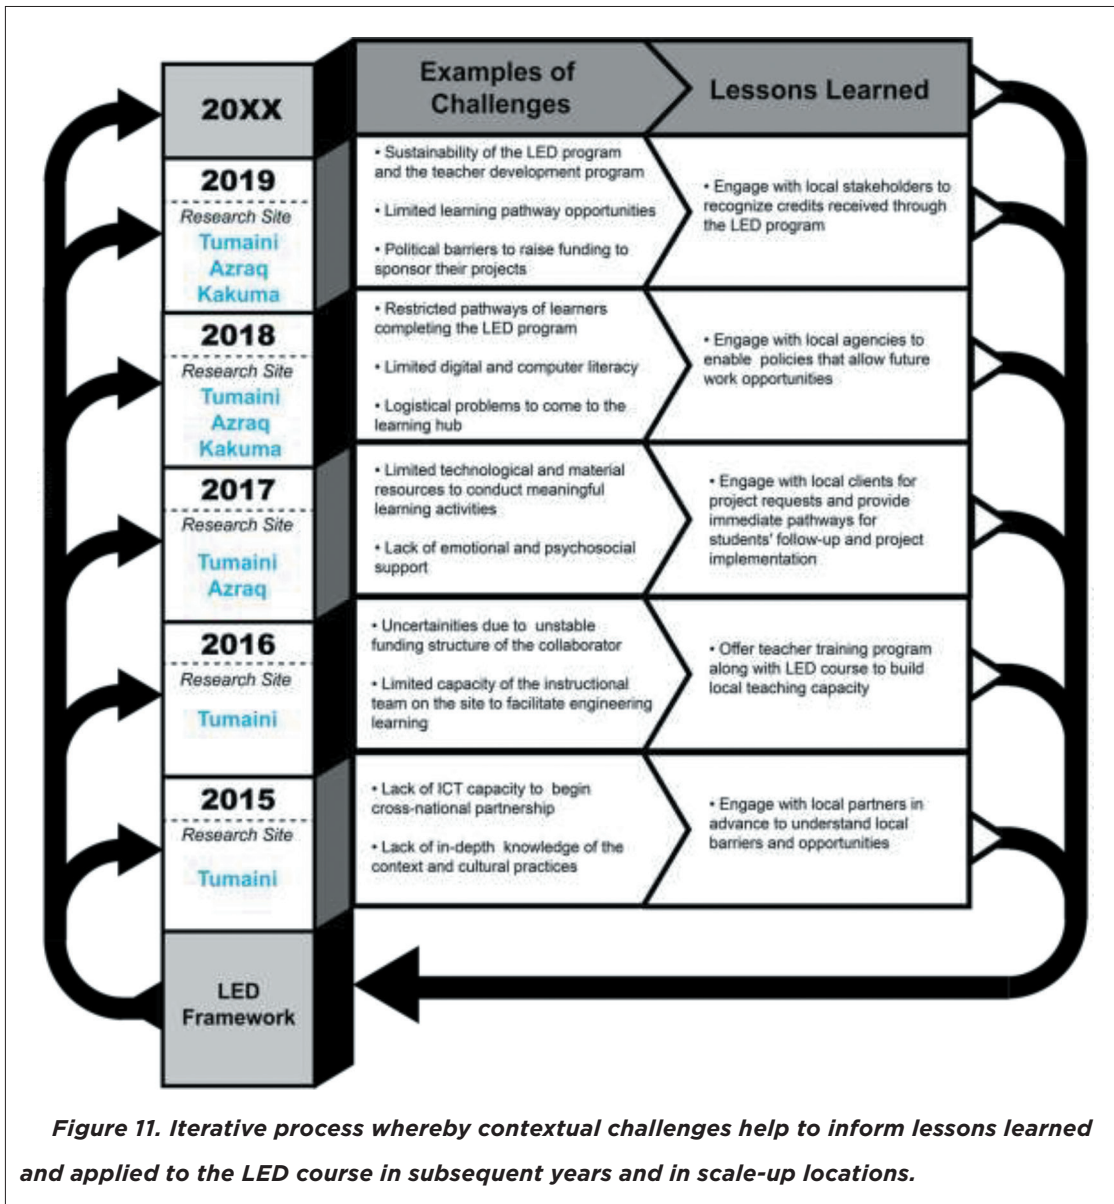 Examples of
Challenges
Lessons Learned
20XX
2019
Research Site
Tumaini
Azraq
Kakuma
• Sustainability of the LED program
and the teacher development program
• Limited learning pathway opportunities
• Political barriers to raise funding to
sponsor their projects
• Engage with local stakeholders to
recognize credits received through
the LED program
2018
Research Site
Tumaini
Azraq
Kakuma
• Restricted pathways of learners
completing the LED program
• Limited digital and computer literacy
• Logistical problems to come to the
learning hub
• Engage with local agencies to
enable policies that allow future
work opportunities
2017
Research Site
Tumaini
Azraq
• Limited technological and material
resources to conduct meaningful
learning activities
• Lack of emotional and psychosocial
support
• Engage with local clients for
project requests and provide
immediate pathways for
students' follow-up and project
implementation
2016
Research Site
Tumaini
• Uncertainities due to unstable
funding structure of the collaborator
• Limited capacity of the instructional
team on the site to facilitate engineering
learning
• Offer teacher training program
along with LED course to build
local teaching capacity
2015
Research Site
Tumaini
• Lack of ICT capacity to begin
cross-national partnership
• Lack of in-depth knowledge of the
context and cultural practices
• Engage with local partners in
advance to understand local
barriers and opportunities
LED
Framework
Figure 11. Iterative process whereby contextual challenges help to inform lessons learned
and applied to the LED course in subsequent years and in scale-up locations.